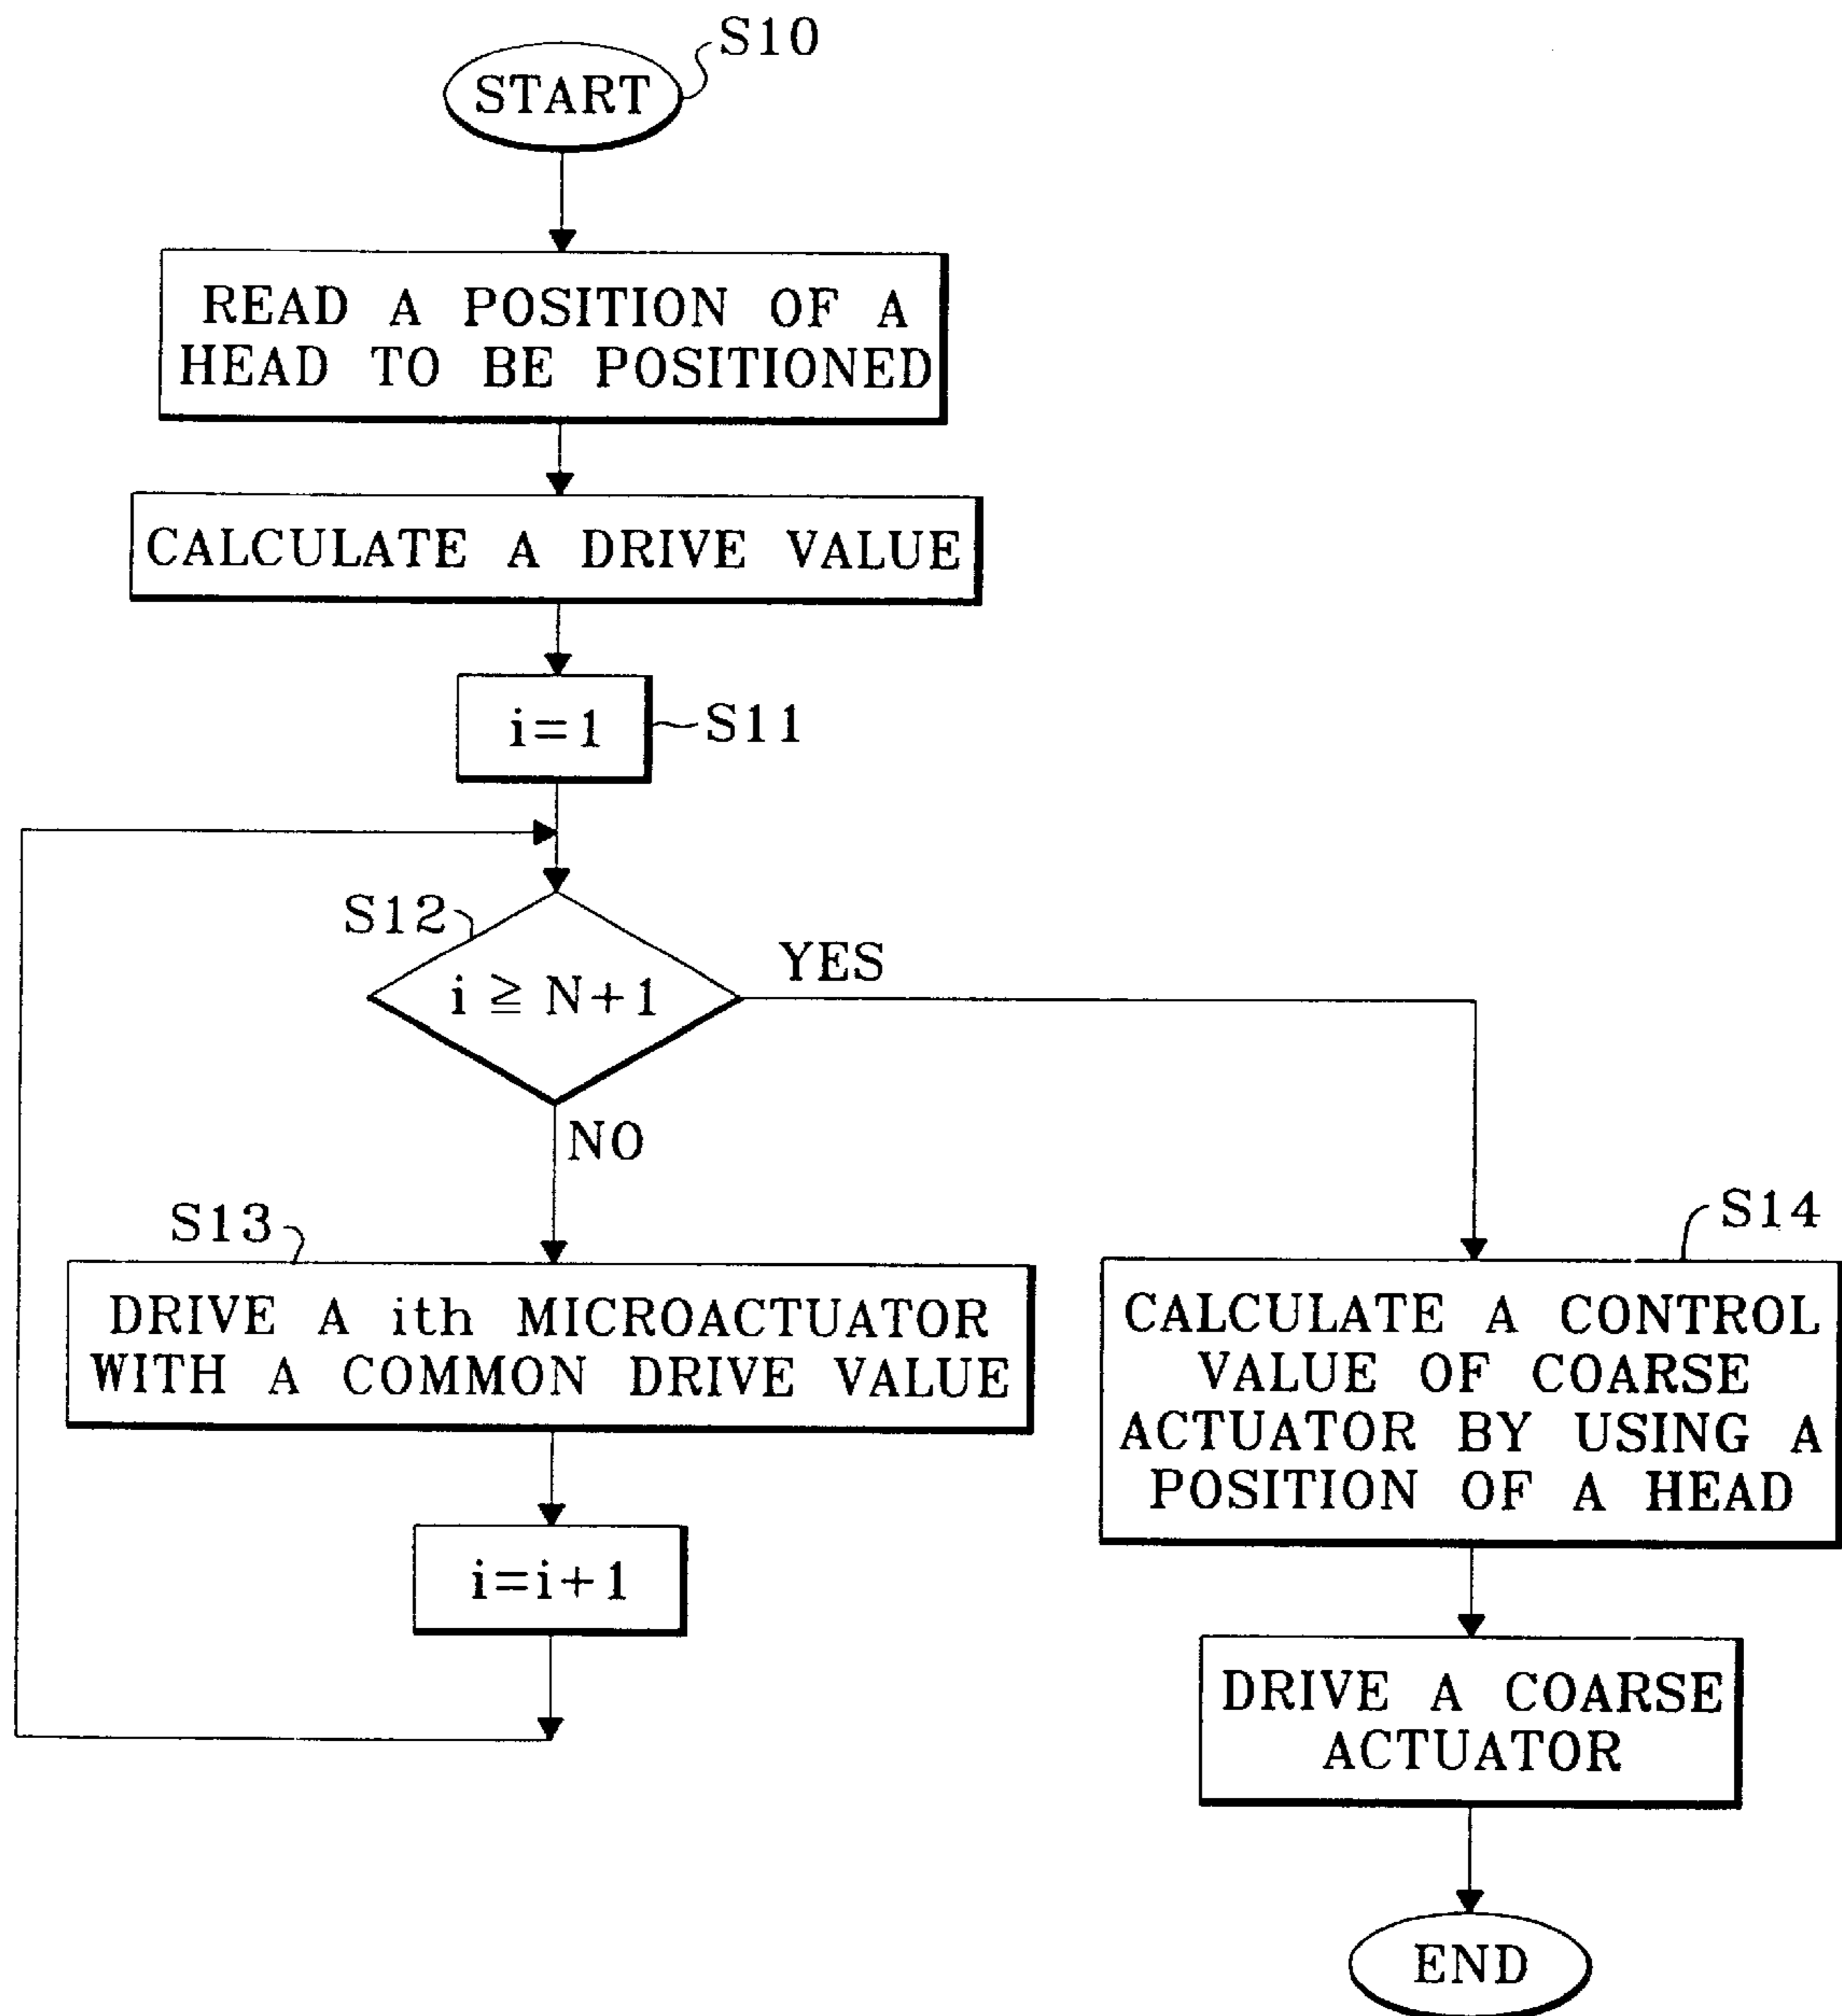 S10
START
READ A POSITION OF A
HEAD TO BE POSITIONED
CALCULATE A DRIVE VALUE
i=1
S11
S12
i ≧ N+1
YES
NO
S13
DRIVE A ith MICROACTUATOR
WITH A COMMON DRIVE VALUE
i=i+1
S14
CALCULATE A CONTROL
VALUE OF COARSE
ACTUATOR BY USING A
POSITION OF A HEAD
DRIVE A COARSE
ACTUATOR
END